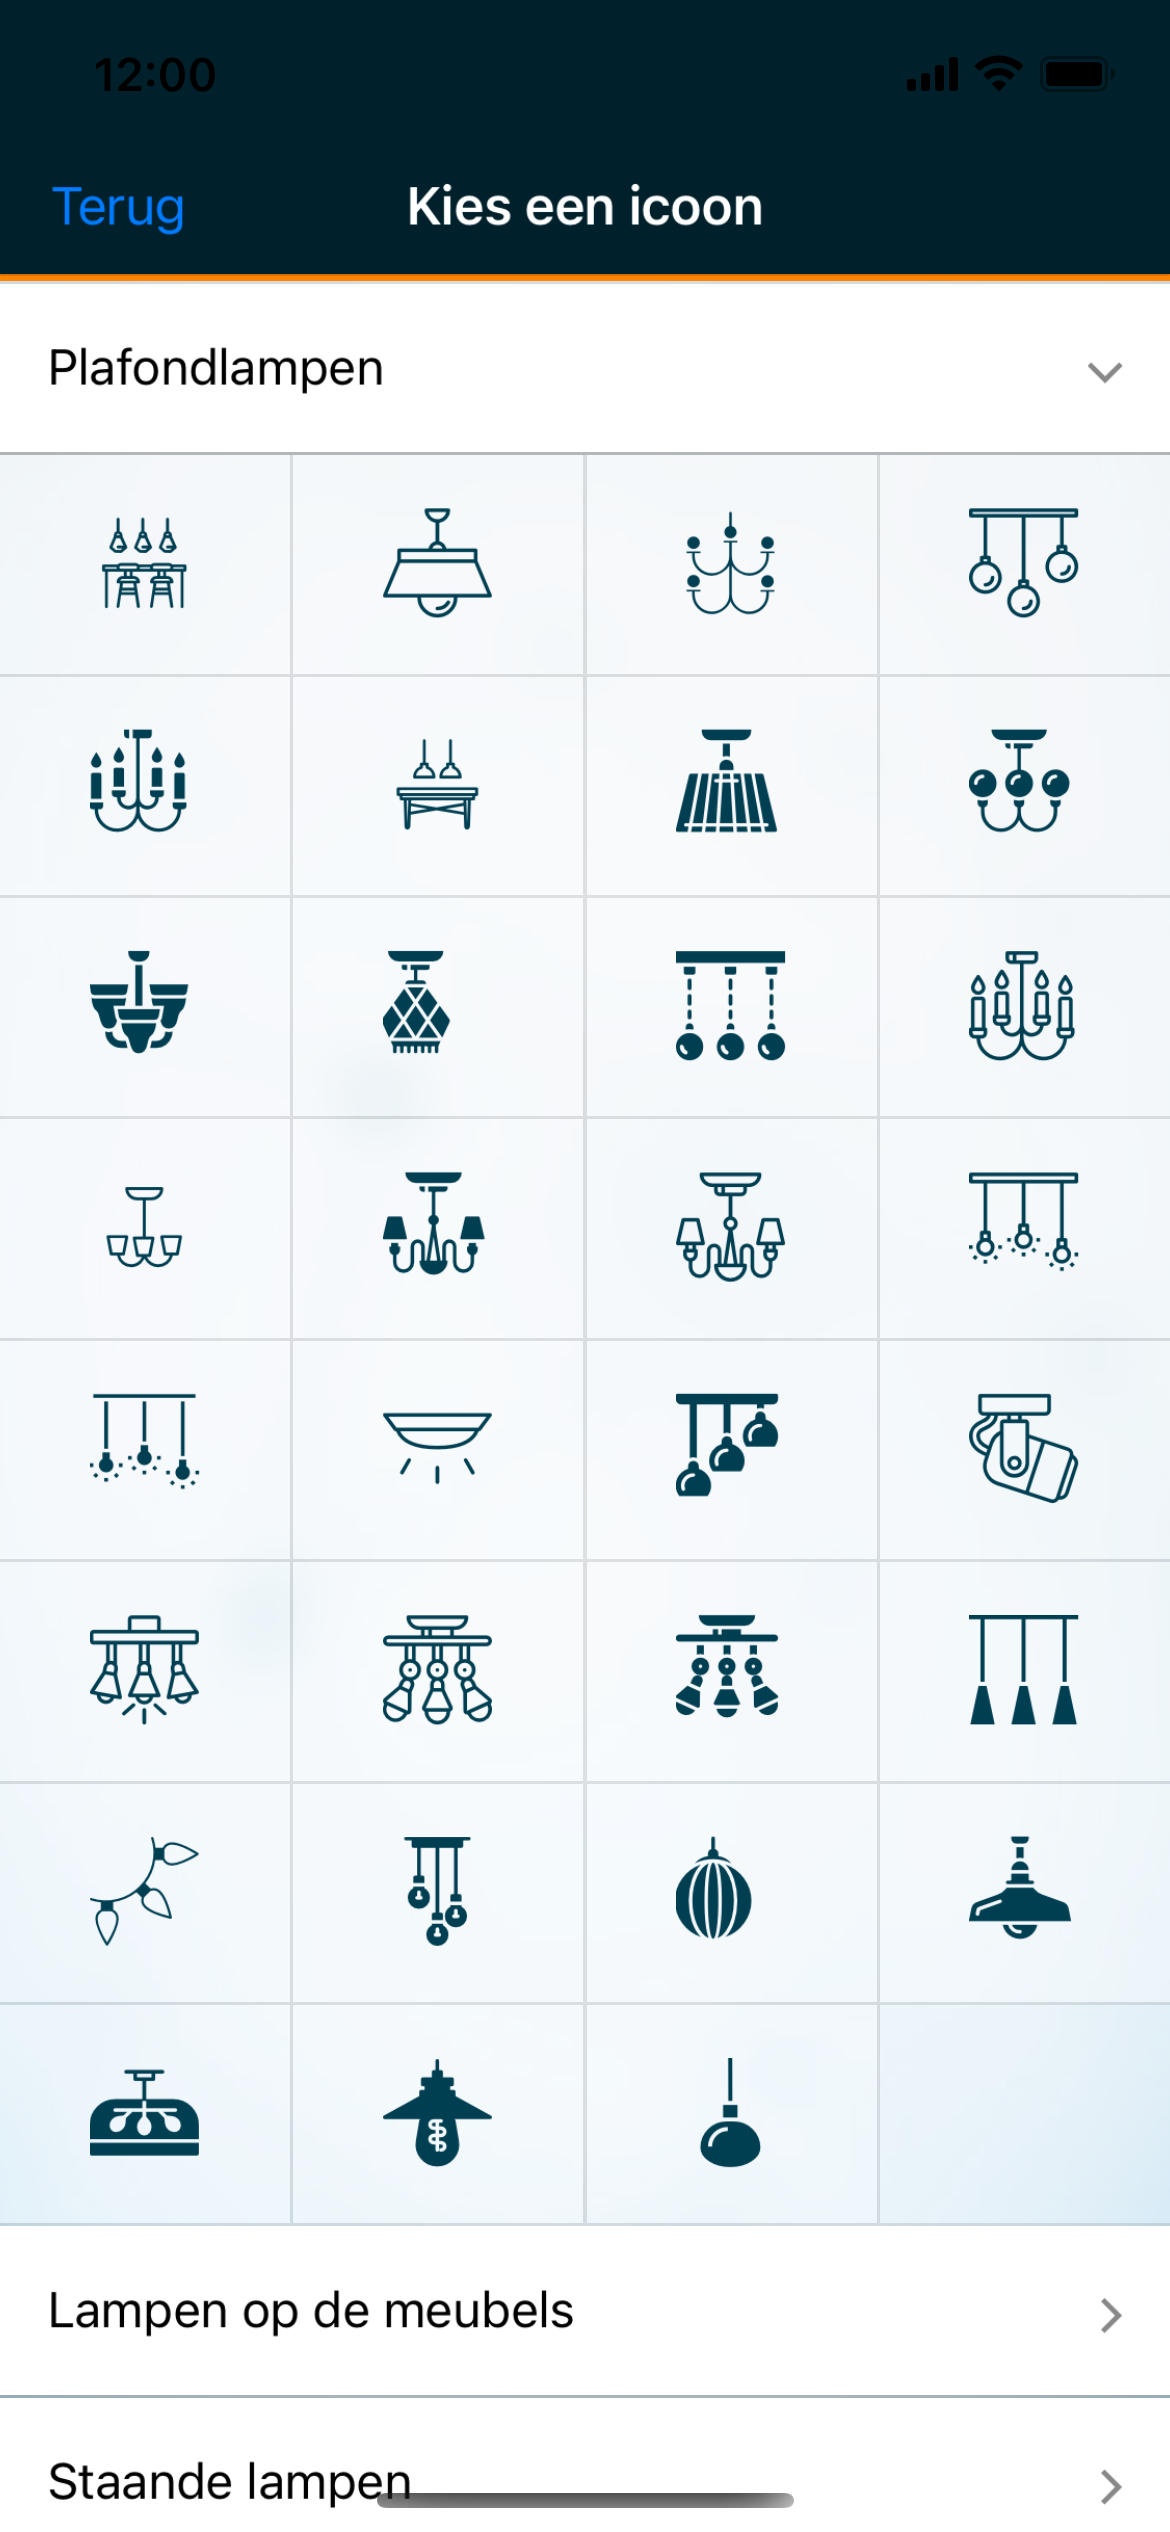 12:00
Terug
Kies een icoon
Plafondlampen
$
Lampen op de meubels
Staande lampen